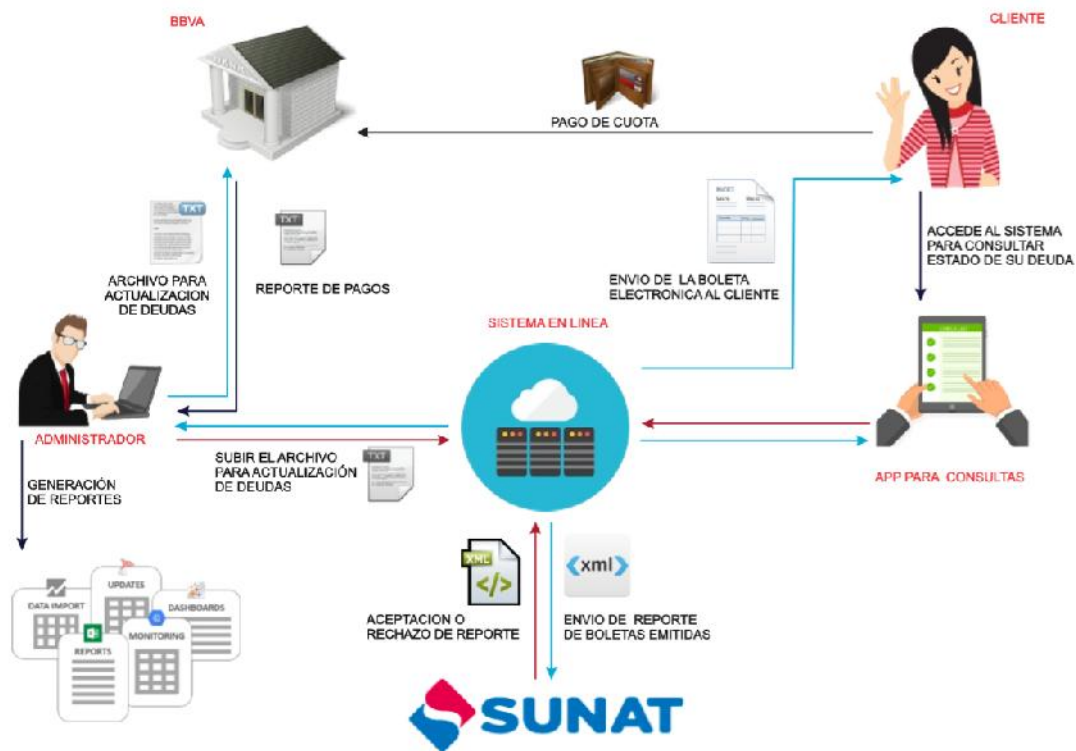 BBVA
CLIENTE
PAGO DE CUOTA
TXT
TXT
ARCHIVO PARA
ACTUALIZACION
DE DEUDAS
REPORTE DE PAGOS
ENVIO DE LA BOLETA
ELECTRONICA AL CLIENTE
ACCEDE AL SISTEMA
PARA CONSULTAR
ESTADO DE SU DEUDA
SISTEMA EN LINEA
ADMINISTRADOR
SUBIR EL ARCHIVO
PARA ACTUALIZACIÓN
DE DEUDAS
TXT
APP PARA CONSULTAS
GENERACIÓN
DE REPORTES
DATA IMPORT
UPDATES
DASHBOARDS
REPORTS
MONITORING
XML
</>
<xml>
ACEPTACION O
RECHAZO DE REPORTE
ENVIO DE REPORTE
DE BOLETAS EMITIDAS
SUNAT